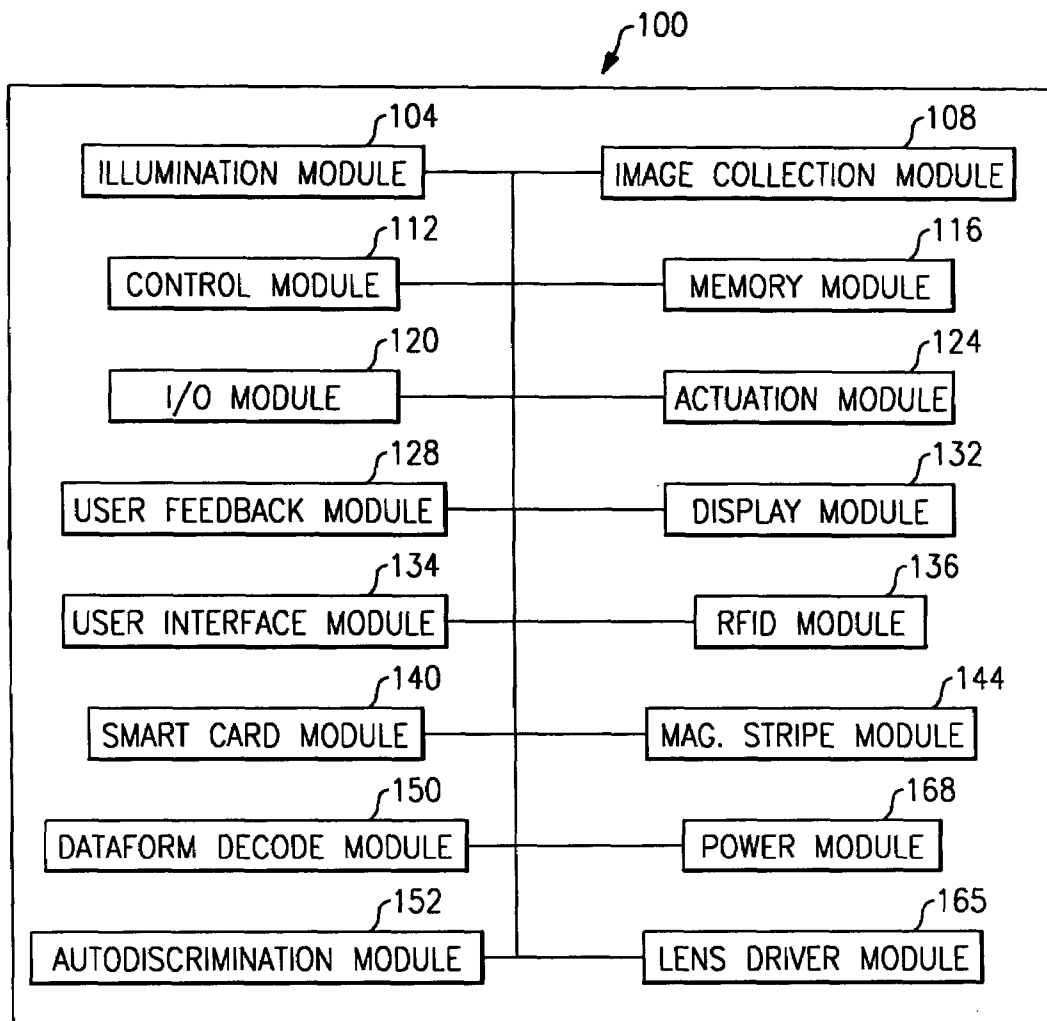 100
104 108
ILLUMINATION MODULE IMAGE COLLECTION MODULE
112 116
CONTROL MODULE MEMORY MODULE
120 124
I/O MODULE ACTUATION MODULE
128 132
USER FEEDBACK MODULE DISPLAY MODULE
134 136
USER INTERFACE MODULE RFID MODULE
140 144
SMART CARD MODULE MAG. STRIPE MODULE
150 168
DATAFORM DECODE MODULE POWER MODULE
152 165
AUTODISCRIMINATION MODULE LENS DRIVER MODULE